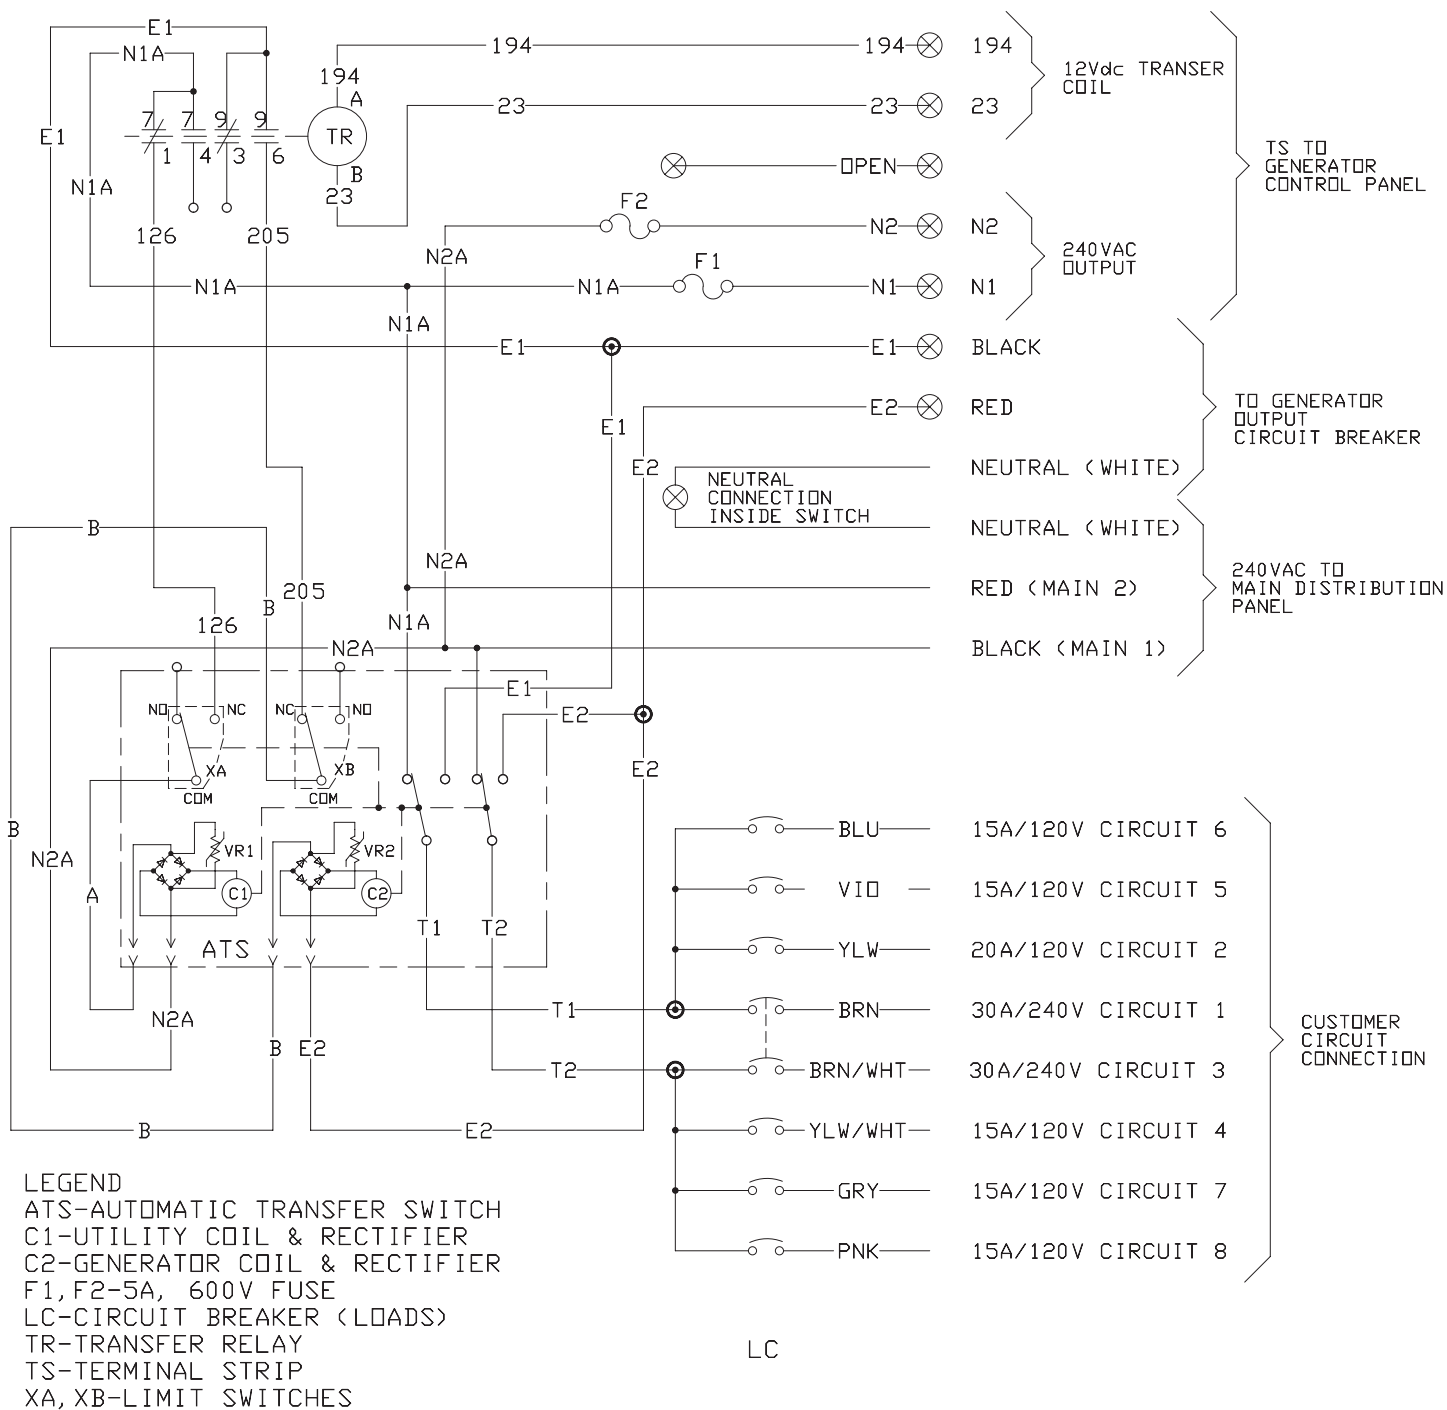 E1
N1A
194
194
194
12Vdc TRANSER
COIL
194
A
7
7
9
9
23
23
23
E1
TR
TS TO
GENERATOR
CONTROL PANEL
1
4
3
6
OPEN
B
23
N1A
F2
126
205
N2
N2
N2A
240VAC
OUTPUT
F1
N1A
N1A
N1
N1
N1A
E1
E1
BLACK
E2
RED
TO GENERATOR
OUTPUT
CIRCUIT BREAKER
E1
E2
NEUTRAL (WHITE)
NEUTRAL
CONNECTION
INSIDE SWITCH
B
NEUTRAL (WHITE)
N2A
240VAC TO
MAIN DISTRIBUTION
PANEL
205
RED (MAIN 2)
B
126
N1A
N2A
BLACK (MAIN 1)
E1
NO
NC
NC
NO
E2
XA
XB
E2
COM
COM
B
BLU
15A/120V CIRCUIT 6
N2A
VR1
VR2
A
C1
C2
VIO
15A/120V CIRCUIT 5
T1
T2
ATS
YLW
20A/120V CIRCUIT 2
T1
BRN
30A/240V CIRCUIT 1
N2A
CUSTOMER
CIRCUIT
CONNECTION
B
E2
T2
BRN/WHT
30A/240V CIRCUIT 3
B
E2
YLW/WHT
15A/120V CIRCUIT 4
GRY
15A/120V CIRCUIT 7
PNK
15A/120V CIRCUIT 8
LEGEND
ATS-AUTOMATIC TRANSFER SWITCH
C1-UTILITY COIL & RECTIFIER
C2-GENERATOR COIL & RECTIFIER
F1,F2-5A, 600V FUSE
LC-CIRCUIT BREAKER (LOADS)
TR-TRANSFER RELAY
TS-TERMINAL STRIP
XA,XB-LIMIT SWITCHES
LC